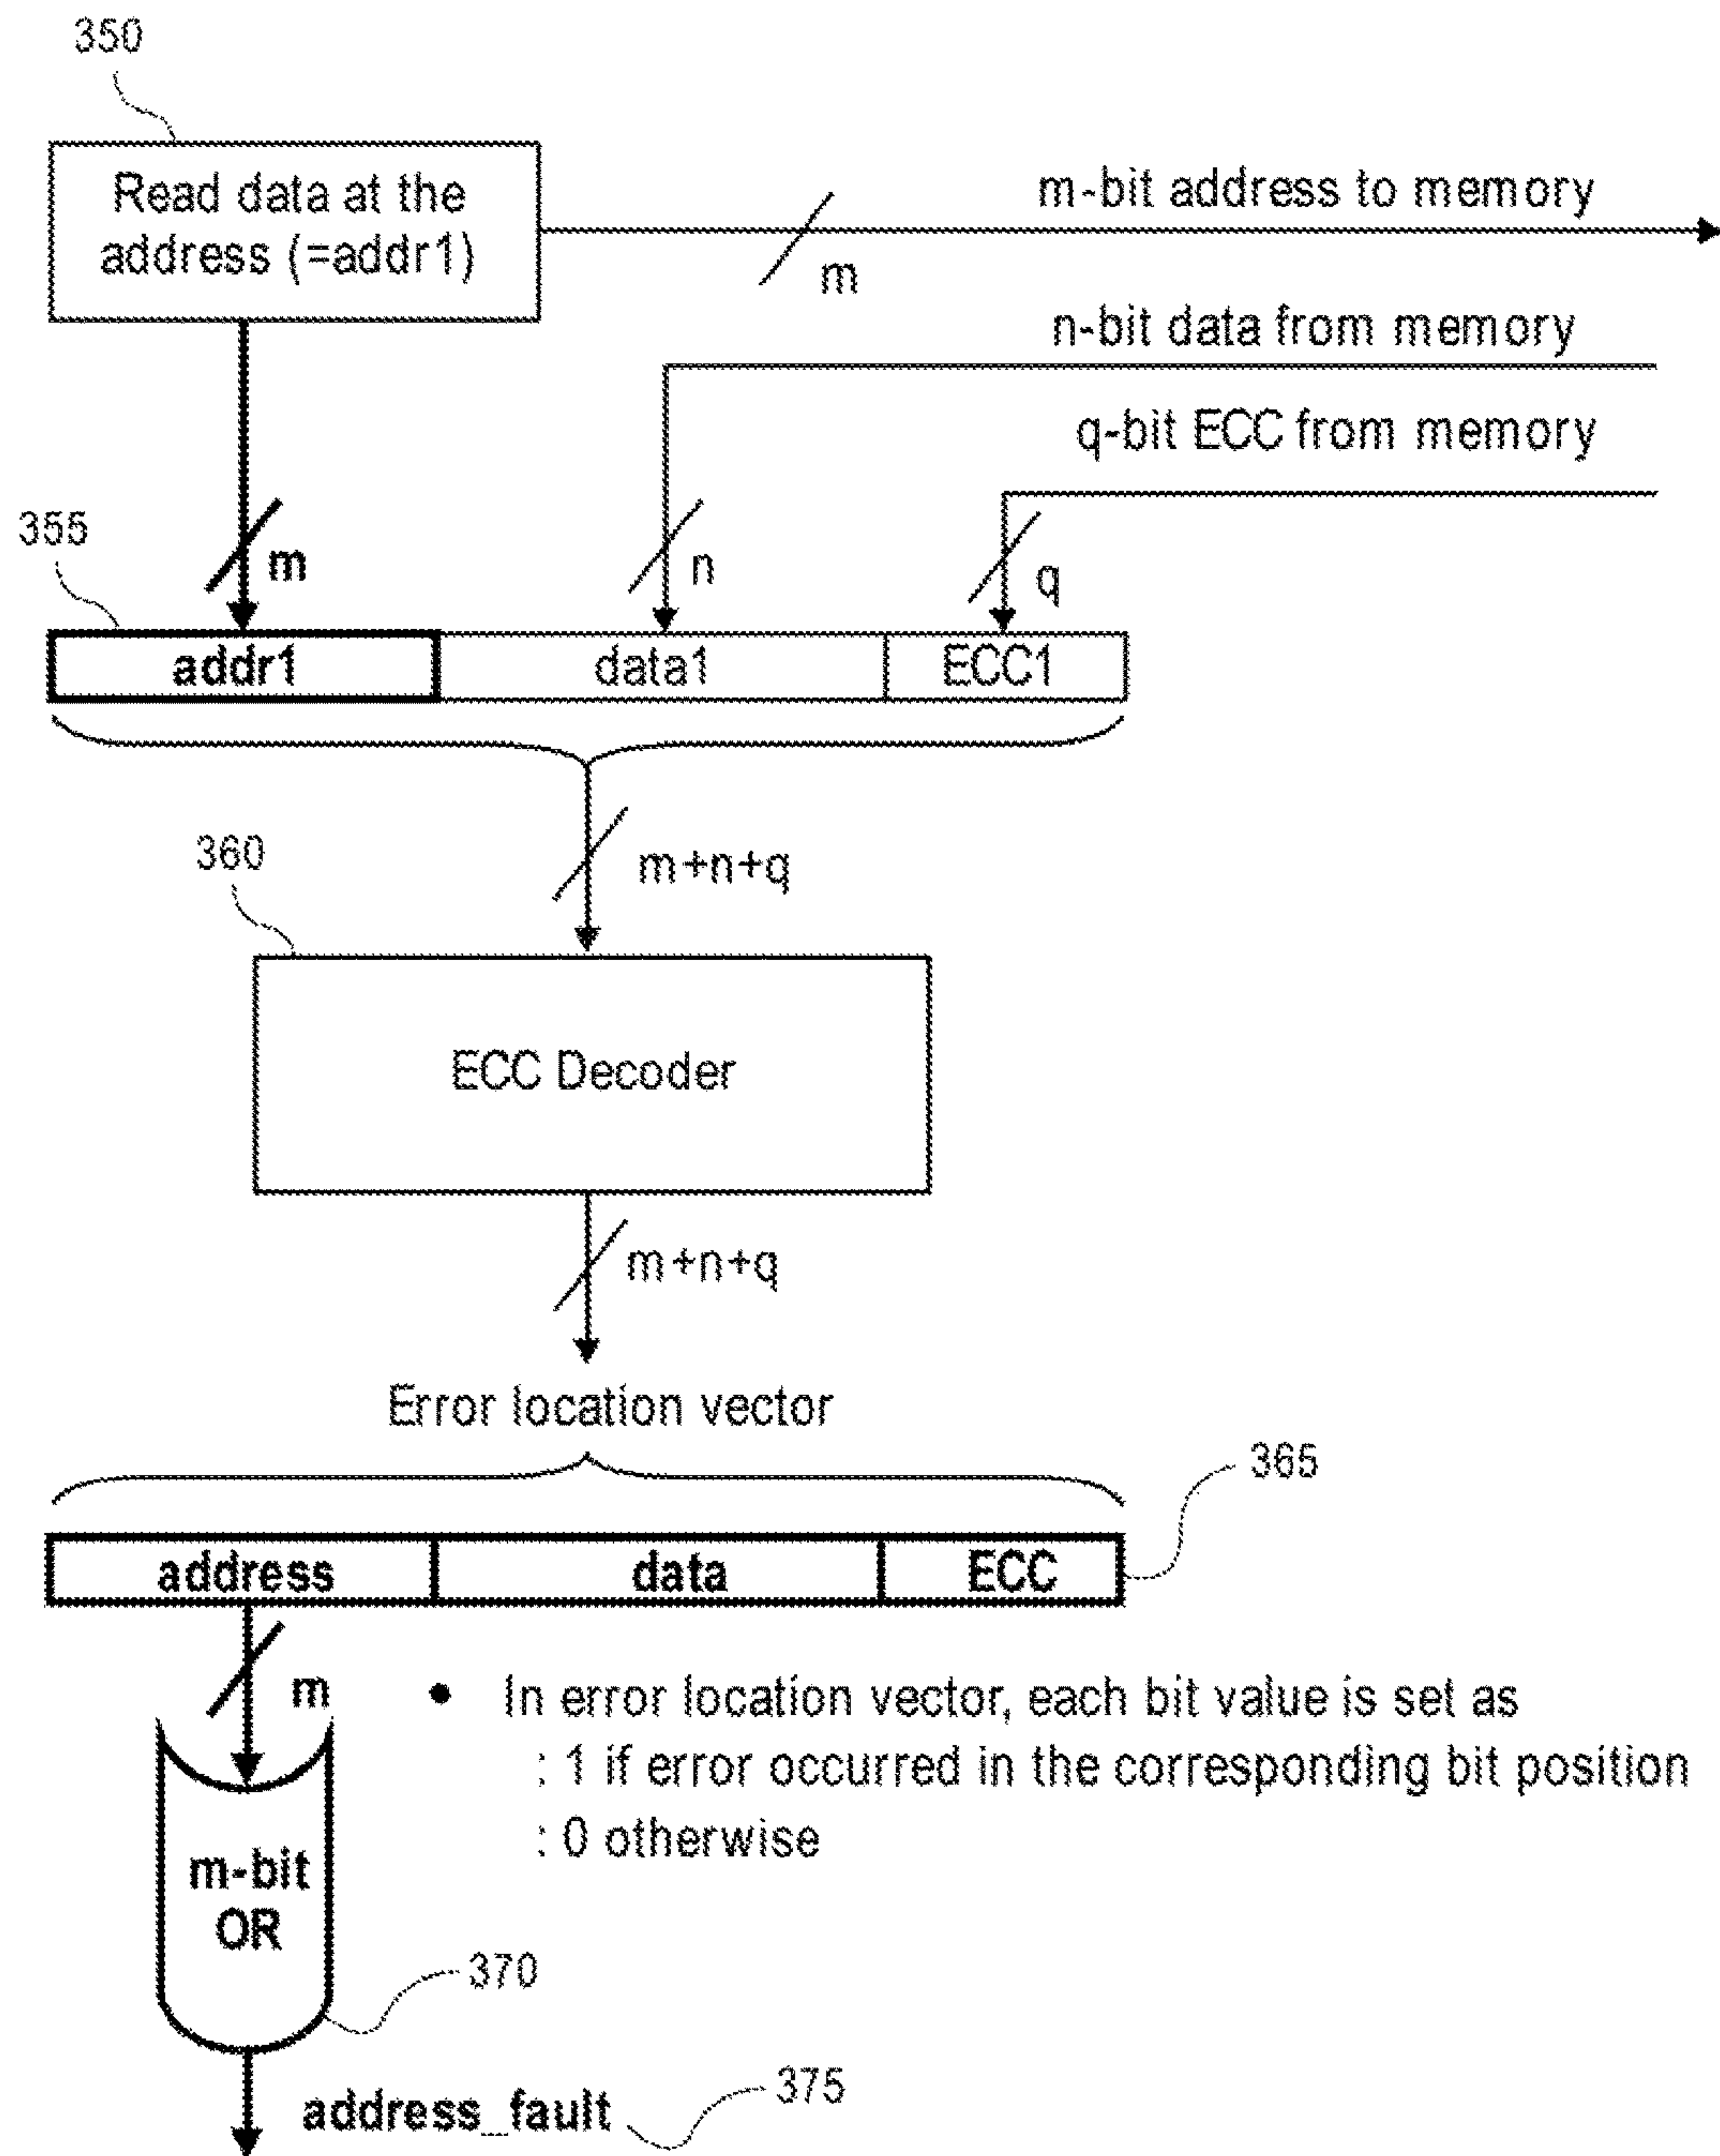 350
Read data at the
address (=addr1)
m-bit address to memory
m
n-bit data from memory
q-bit ECC from memory
355
m
n
q
addr1 data1 ECC1
360
m+n+q
ECC Decoder
m+n+q
Error location vector
365
address data ECC
m
• In error location vector, each bit value is set as
: 1 if error occurred in the corresponding bit position
: 0 otherwise
m-bit
OR
370
address_fault
375